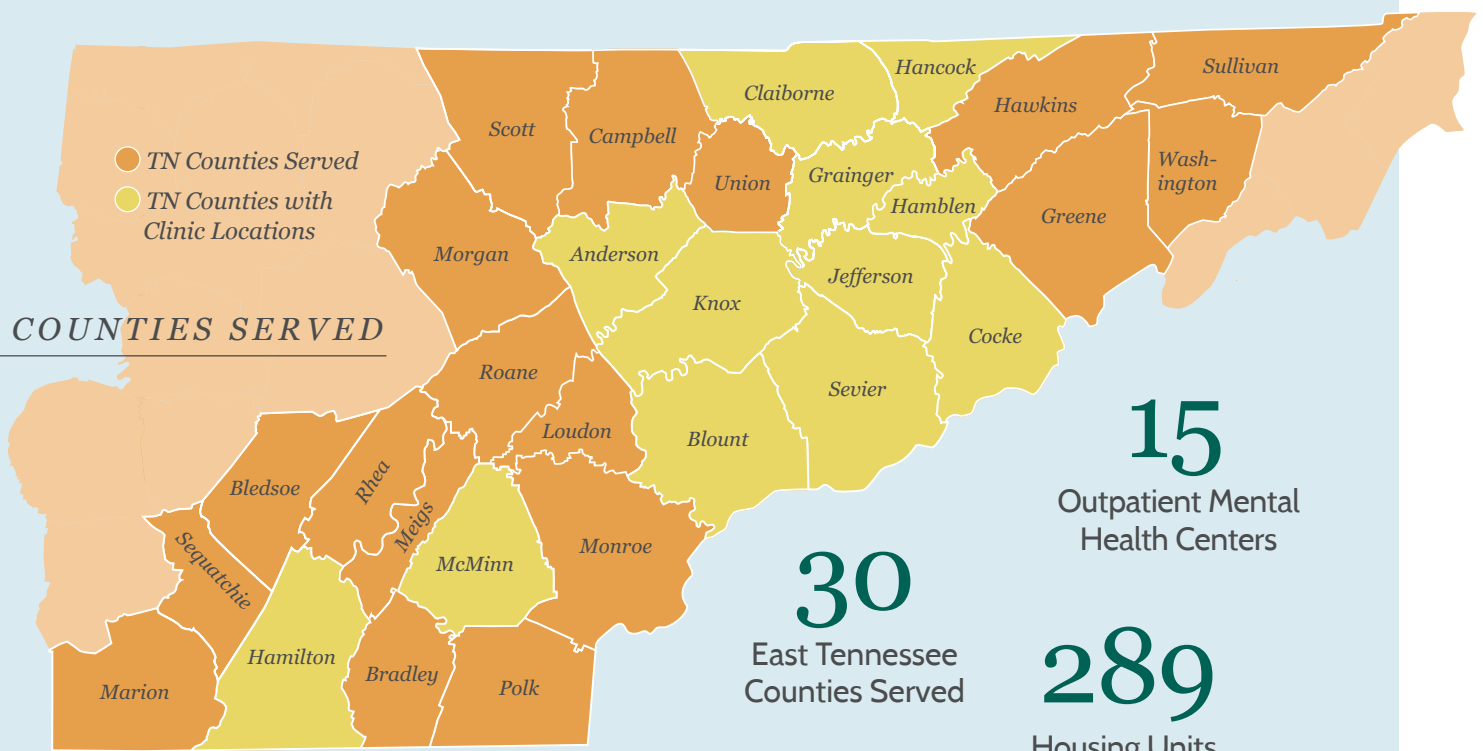 Hancock
Sullivan
Claiborne
Hawkins
Scott
Campbell
TN Counties Served
TN Counties with
Clinic Locations
Union
Grainger
Wash-
ington
Hamblen
Greene
Morgan
Anderson
Jefferson
Knox
COUNTIES SERVED
Cocke
Roane
Sevier
Loudon
Blount
Bledsoe
Rhea
Meigs
Sequatchie
McMinn
Monroe
Hamilton
Bradley
Polk
Marion
15
Outpatient Mental
Health Centers
30
East Tennessee
Counties Served
289
Housing Units